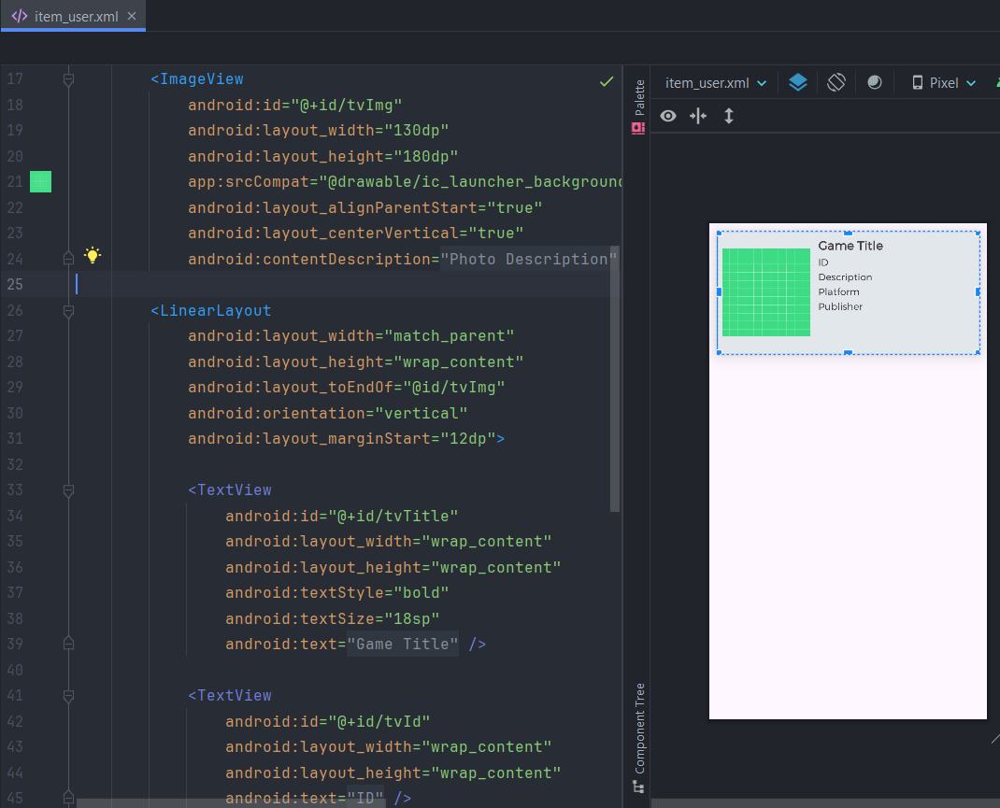 item_user.xml
17 <ImageView
18 android:id="@+id/tvImg"
19 android:layout_width="130dp"
20 android:layout_height="180dp"
21 app:srcCompat="@drawable/ic_launcher_background
22 android:layout_alignParentStart="true"
23 android:layout_centerVertical="true"
24 android:contentDescription="Photo Description"
25
26 <LinearLayout
27 android:layout_width="match_parent"
28 android:layout_height="wrap_content"
29 android:layout_toEndOf="@id/tvImg"
30 android:orientation="vertical"
31 android:layout_marginStart="12dp">
32
33 <TextView
34 android:id="@+id/tvTitle"
35 android:layout_width="wrap_content"
36 android:layout_height="wrap_content"
37 android:textStyle="bold"
38 android:textSize="18sp"
39 android:text="Game Title" />
40
41 <TextView
42 android:id="@+id/tvId"
43 android:layout_width="wrap_content"
44 android:layout_height="wrap_content"
45 android:text="ID" />
Palette
Component Tree
item_user.xml
Pixel
Game Title
ID
Description
Platform
Publisher